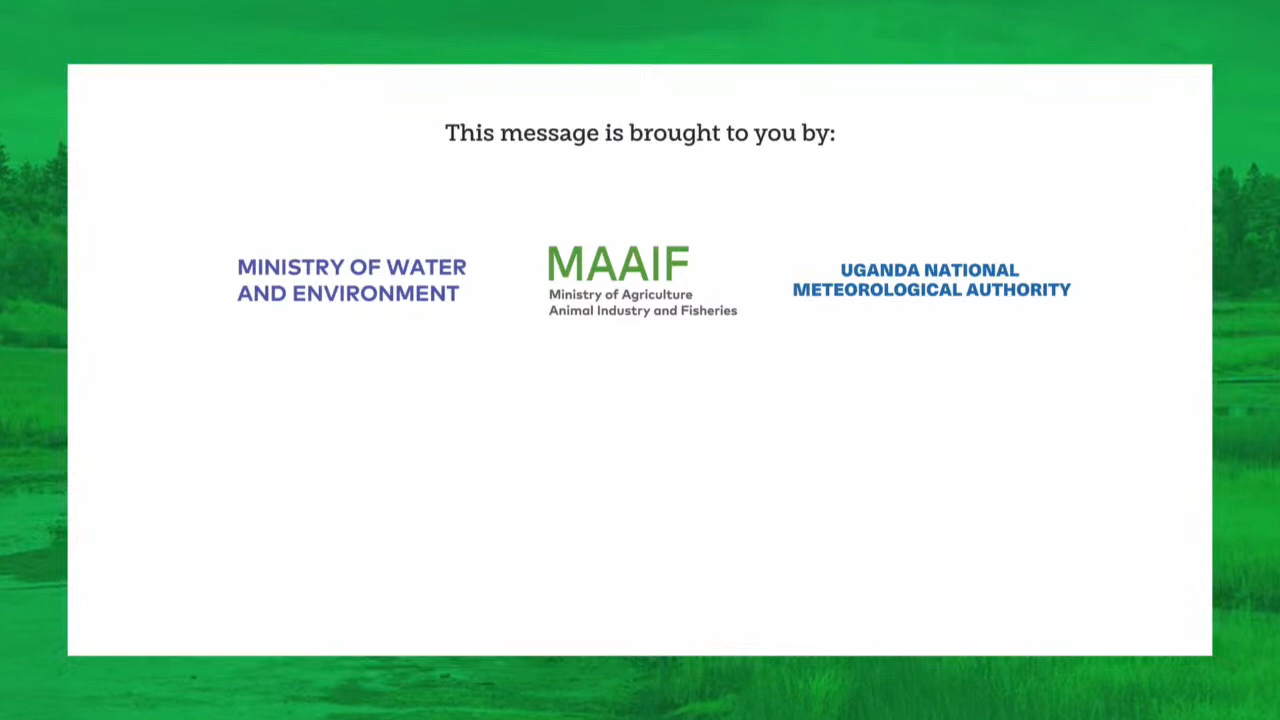 This message is brought to you by:
MINISTRY OF WATER
AND ENVIRONMENT
MAAIF
Ministry of Agriculture
Animal Industry and Fisheries
UGANDA NATIONAL
METEOROLOGICAL AUTHORITY